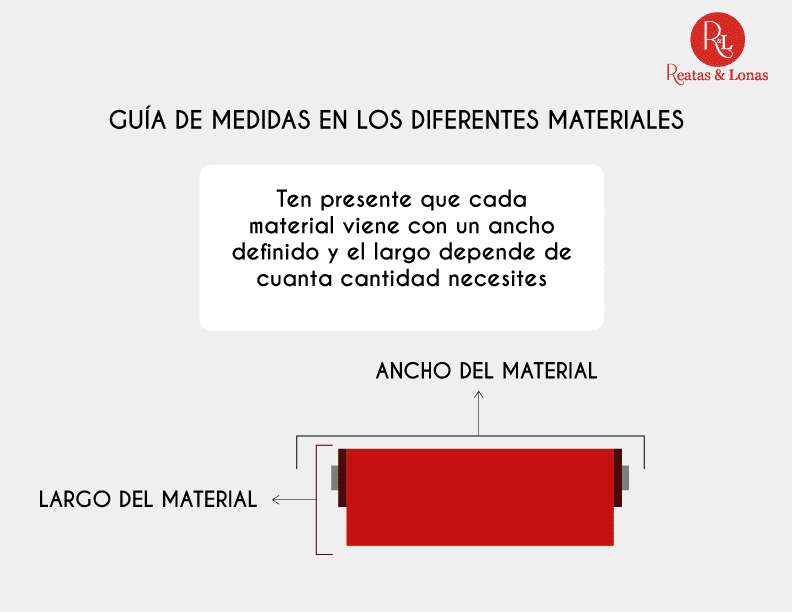 R&L
Reatas & Lonas
GUÍA DE MEDIDAS EN LOS DIFERENTES MATERIALES
Ten presente que cada
material viene con un ancho
definido y el largo depende de
cuanta cantidad necesites
ANCHO DEL MATERIAL
LARGO DEL MATERIAL